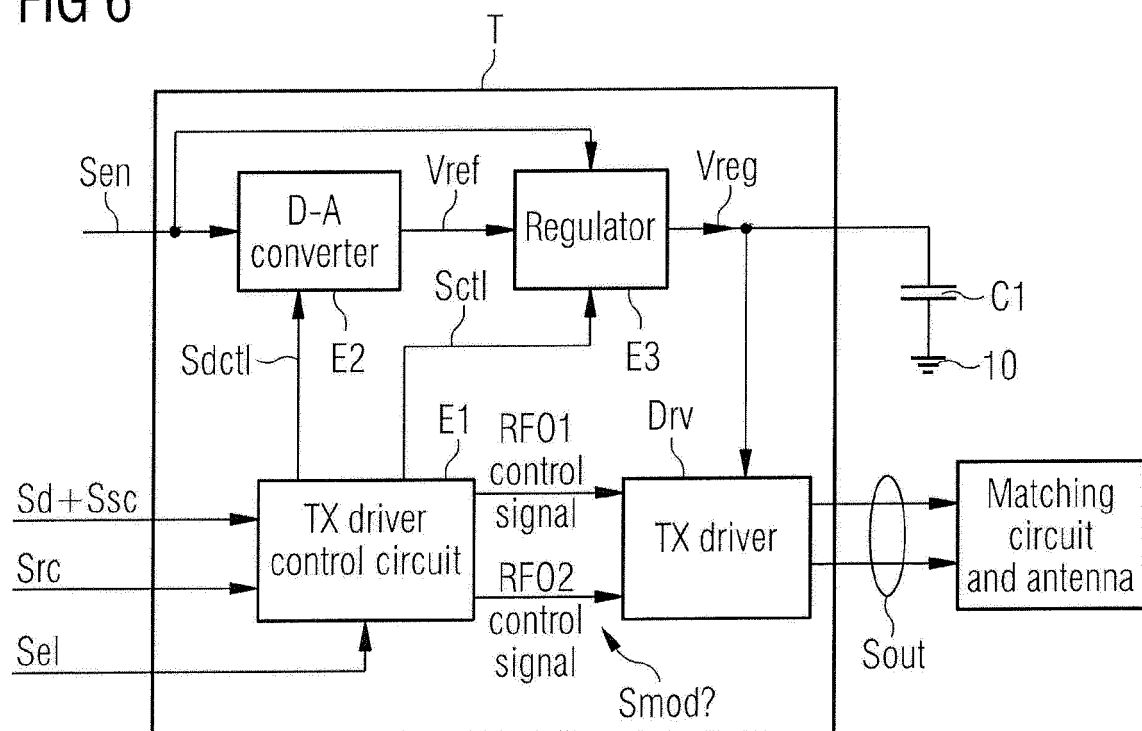 FIG 6
T
Sen
D-A
converter
Vref
Regulator
Vreg
C1
10
Sdctl
E2
Sctl
E3
E1
RFO1
control
signal
Drv
Sd+Ssc
Src
Sel
TX driver
control circuit
RFO2
control
signal
TX driver
Matching
circuit
and antenna
Sout
Smod?